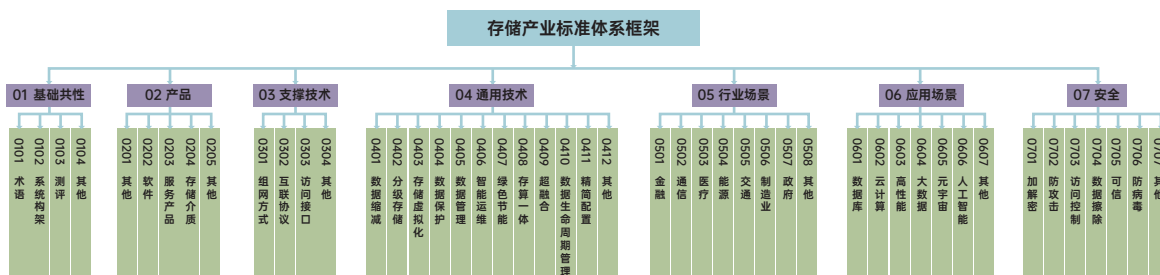 存储产业标准体系框架
01 基础共性
02 产品
03 支撑技术
04 通用技术
05 行业场景
06 应用场景
07 安全
0101 术语
0102 系统构架
0103 测评
0104 其他
0201 其他
0202 软件
0203 服务产品
0204 存储介质
0205 其他
0301 组网方式
0302 互联协议
0303 访问接口
0304 其他
0401 数据缩减
0402 分级存储
0403 存储虚拟化
0404 数据保护
0405 数据管理
0406 智能运维
0407 绿色节能
0408 存算一体
0409 超融合
0410 数据生命周期管理
0411 精简配置
0412 其他
0501 金融
0502 通信
0503 医疗
0504 能源
0505 交通
0506 制造业
0507 政府
0508 其他
0601 数据库
0602 云计算
0603 高性能
0604 大数据
0605 元宇宙
0606 人工智能
0607 其他
0701 加解密
0702 防攻击
0703 访问控制
0704 数据擦除
0705 可信
0706 防病毒
0707 其他